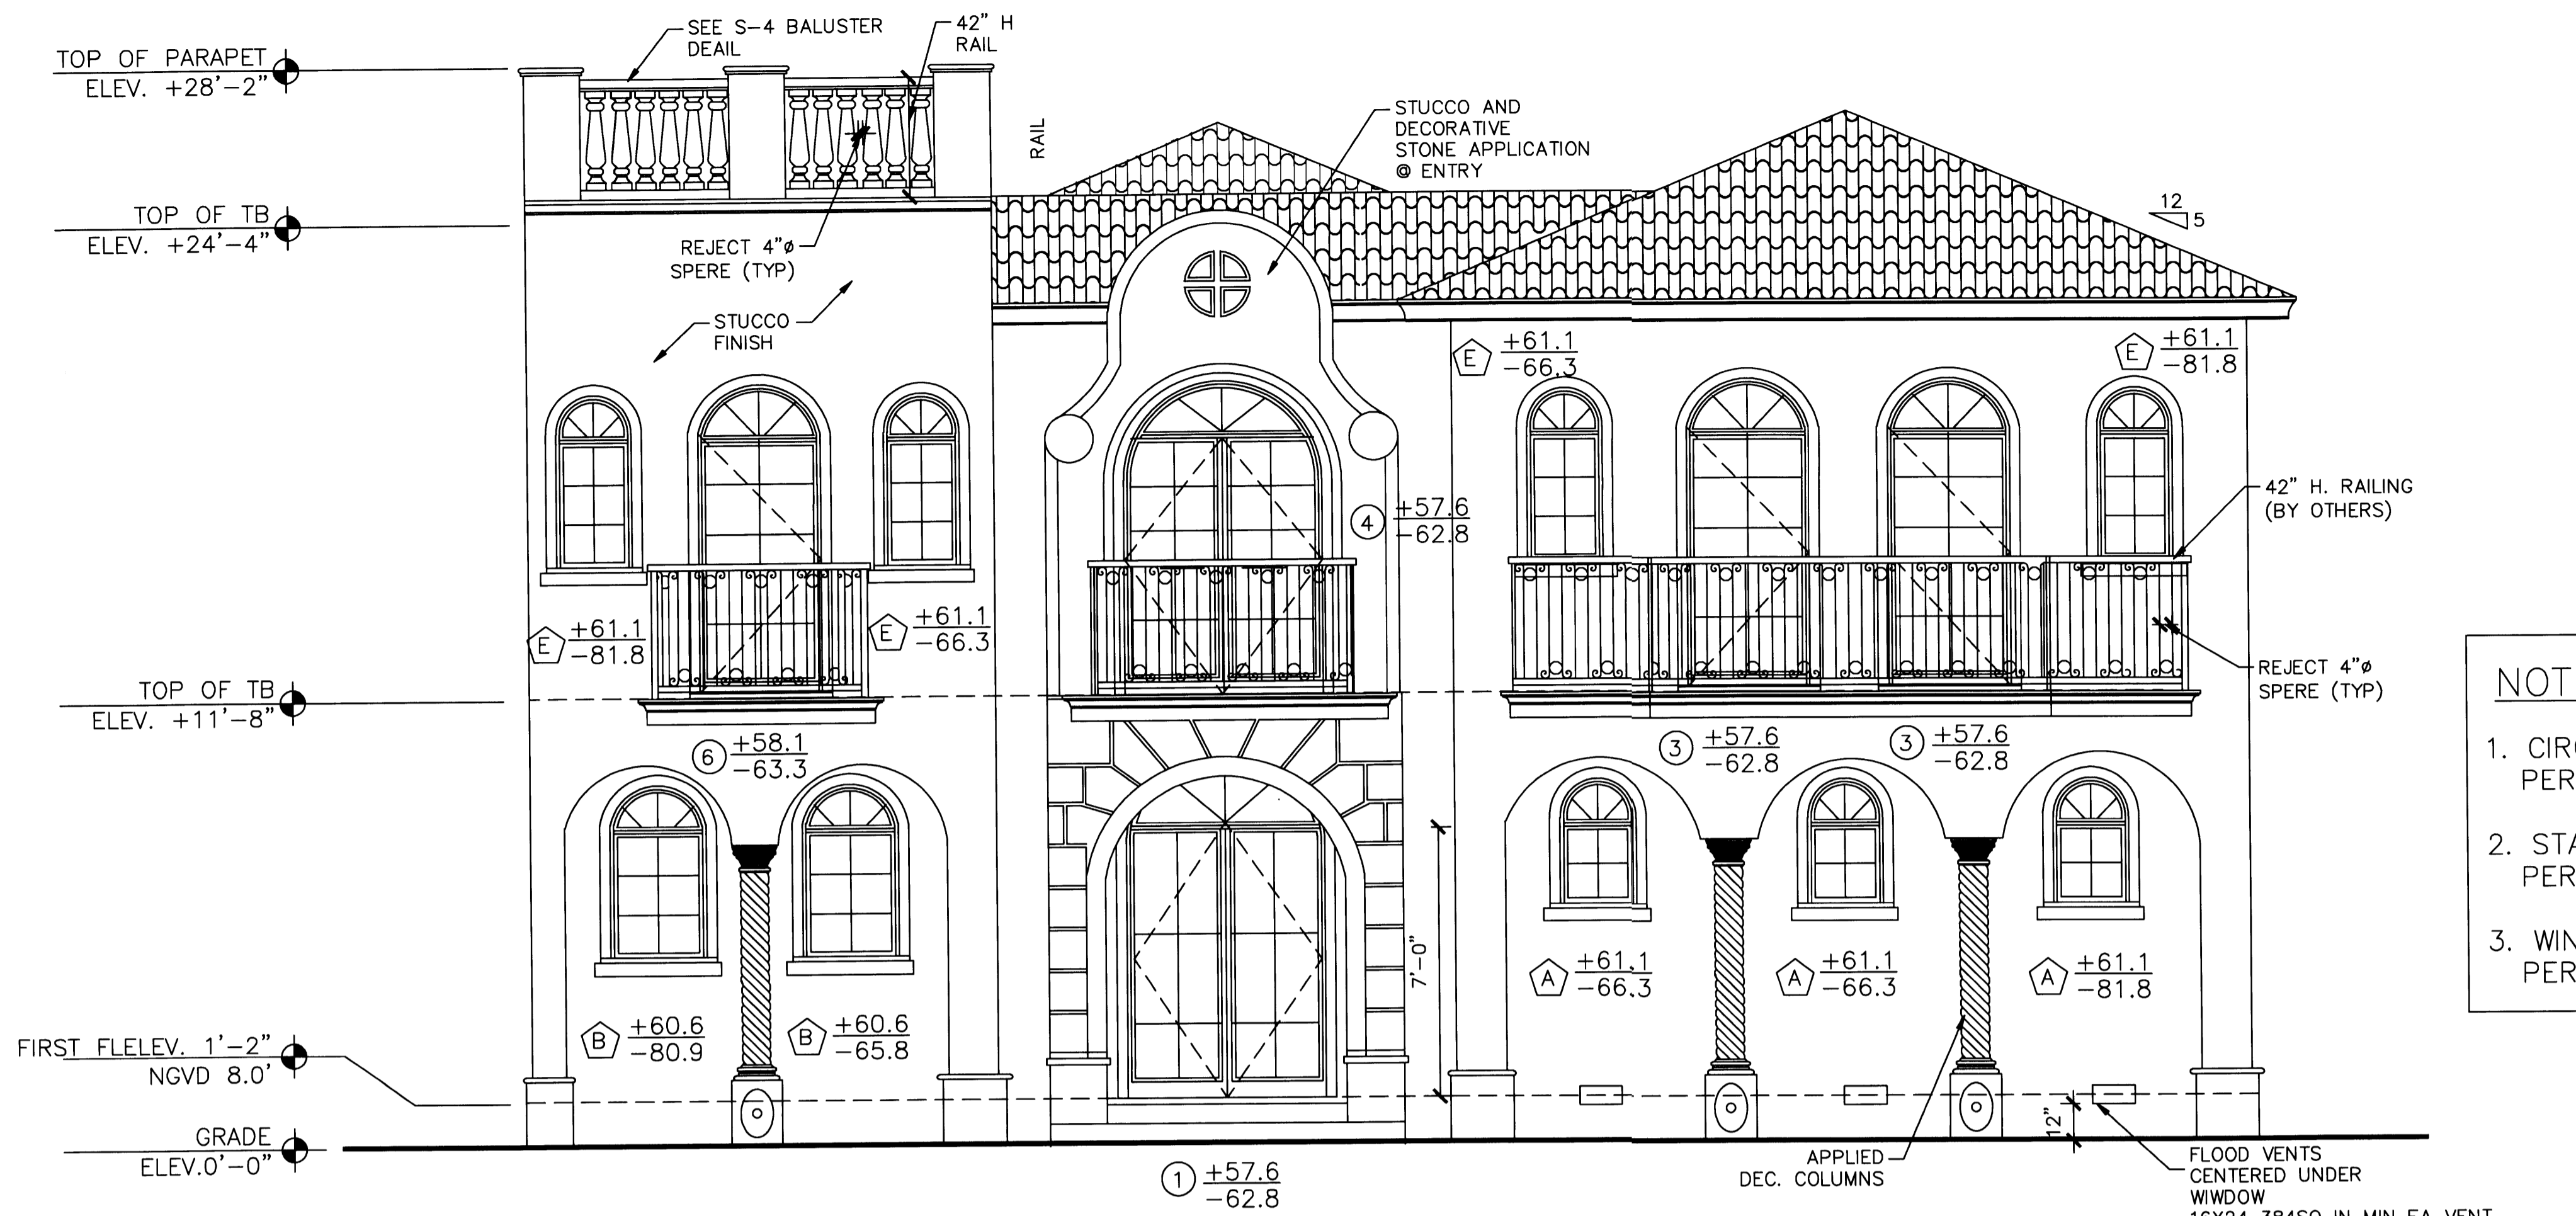 SEE S-4 BALUSTER
DEAIL
42" H
RAIL
TOP OF PARAPET
ELEV. +28'-2"
RAIL
STUCCO AND
DECORATIVE
STONE APPLICATION
@ ENTRY
TOP OF TB
ELEV. +24'-4"
REJECT 4"ø
SPERE (TYP)
12
5
STUCCO
FINISH
E +61.1
-66.3
E +61.1
-81.8
42" H. RAILING
(BY OTHERS)
4 +57.6
-62.8
E +61.1
-81.8
E +61.1
-66.3
REJECT 4"ø
SPERE (TYP)
TOP OF TB
ELEV. +11'-8"
6 +58.1
-63.3
3 +57.6
-62.8
3 +57.6
-62.8
NOT
1. CIR
PER
2. STA
PER
3. WIN
PER
7'-0"
A +61.1
-66.3
A +61.1
-66.3
A +61.1
-81.8
B +60.6
-80.9
B +60.6
-65.8
FIRST FLELEV. 1'-2"
NGVD 8.0'
12"
GRADE
ELEV.0'-0"
1 +57.6
-62.8
APPLIED
DEC. COLUMNS
FLOOD VENTS
CENTERED UNDER
WIWDOW
16X24 384SQ IN MIN EA VENT